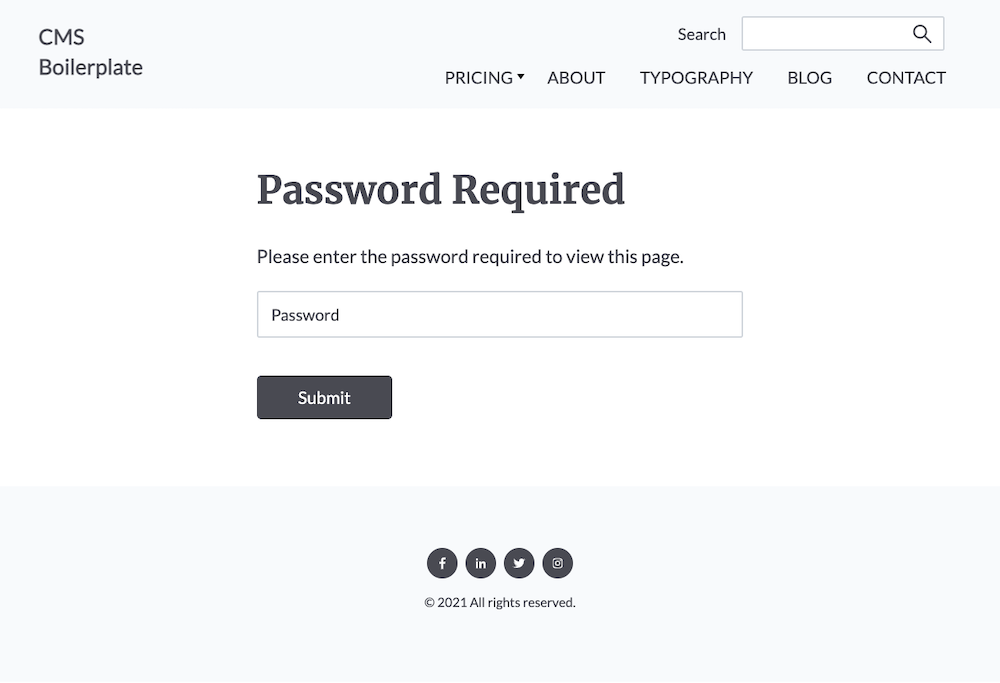 CMS
Boilerplate
Search
PRICING ABOUT TYPOGRAPHY BLOG CONTACT
Password Required
Please enter the password required to view this page.
Password
Submit
© 2021 All rights reserved.